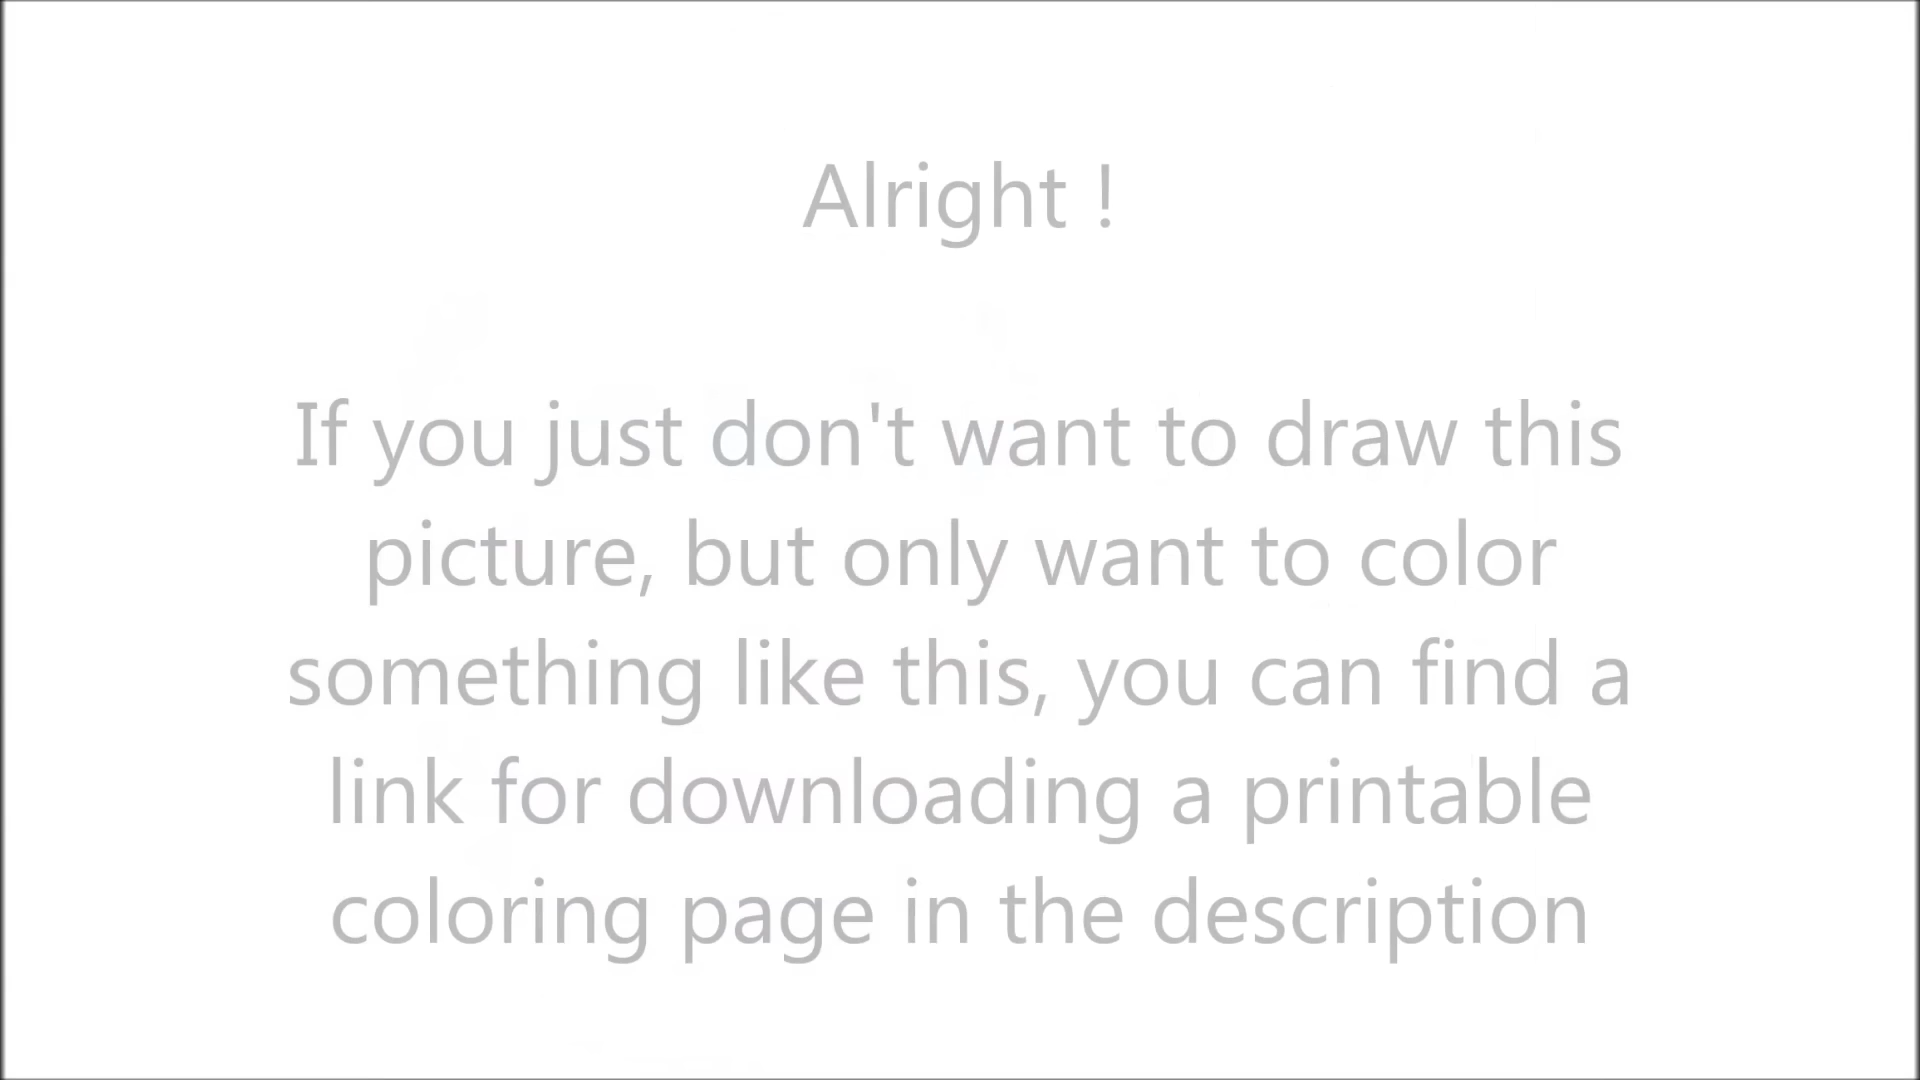 Alright !
If you just don't want to draw this
picture, but only want to color
something like this, you can find a
link for downloading a printable
coloring page in the description